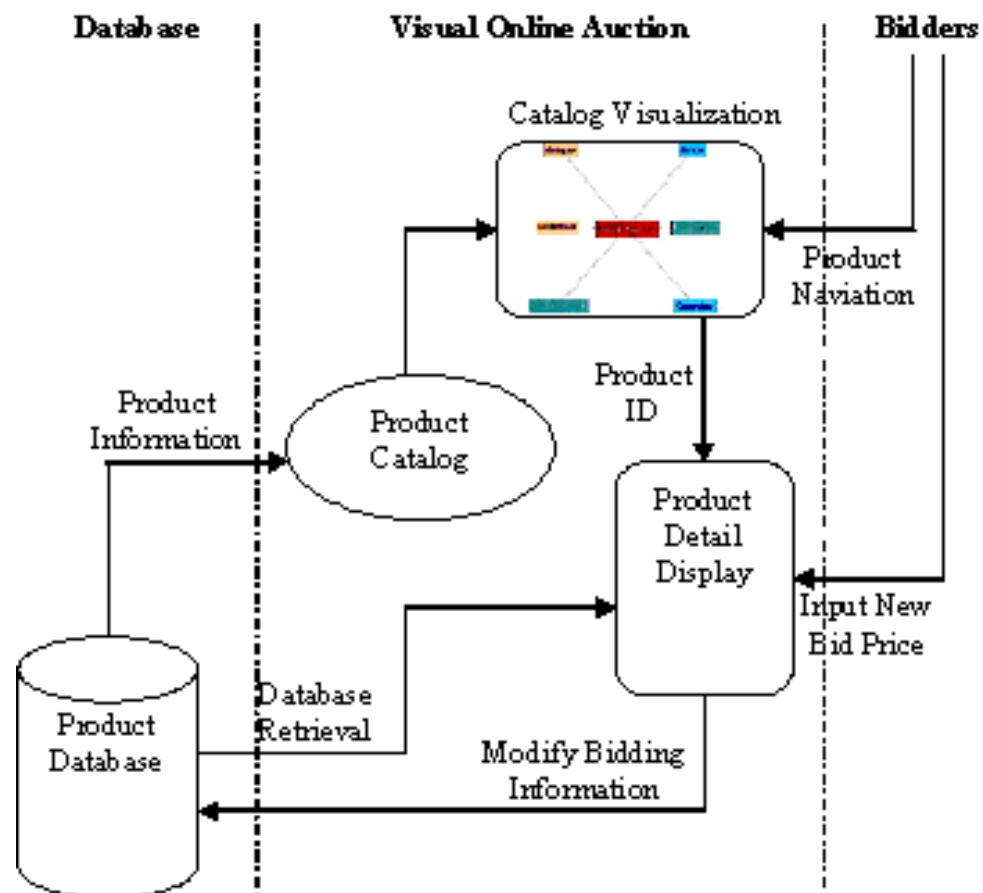 Database
Visual Online Auction
Bidders
Catalog Visualization
Product
Naviation
Product
ID
Product
Information
Product
Catalog
Product
Detail
Display
Input New
Bid Price
Database
Retrieval
Product
Database
Modify Bidding
Information